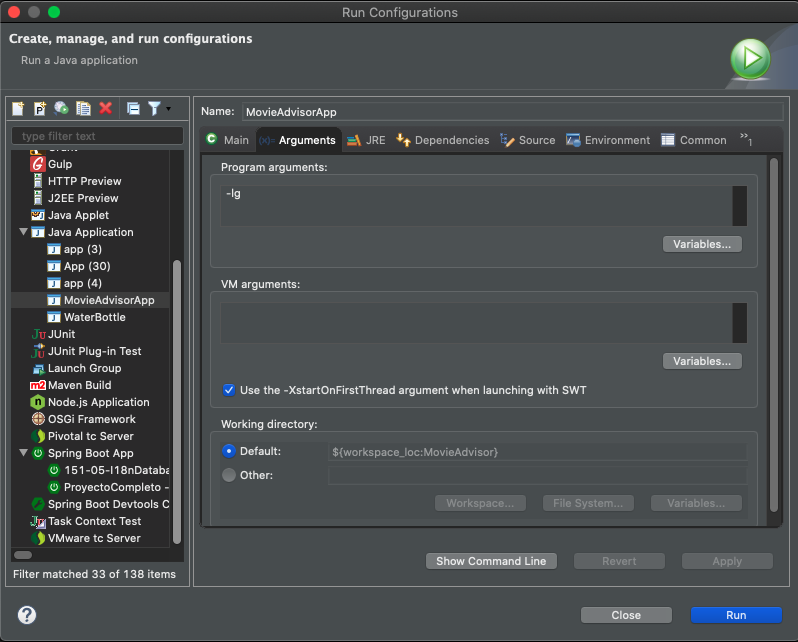 Run Configurations
Create, manage, and run configurations
Run a Java application
type filter text
Gulp
HTTP Preview
J2EE Preview
Java Applet
Java Application
app (3)
App (30)
app (4)
MovieAdvisorApp
WaterBottle
JUnit
JUnit Plug-in Test
Launch Group
Maven Build
Node.js Application
OSGi Framework
Pivotal tc Server
Spring Boot App
151-05-I18nDataba
ProyectoCompleto -
Spring Boot Devtools C
Task Context Test
VMware tc Server
Filter matched 33 of 138 items
Name: MovieAdvisorApp
Main Arguments JRE Dependencies Source Environment Common »1
Program arguments:
-lg
Variables...
VM arguments:
Variables...
Use the -XstartOnFirstThread argument when launching with SWT
Working directory:
Default: ${workspace_loc:MovieAdvisor}
Other:
Workspace... File System... Variables...
Show Command Line Revert Apply
? Close Run